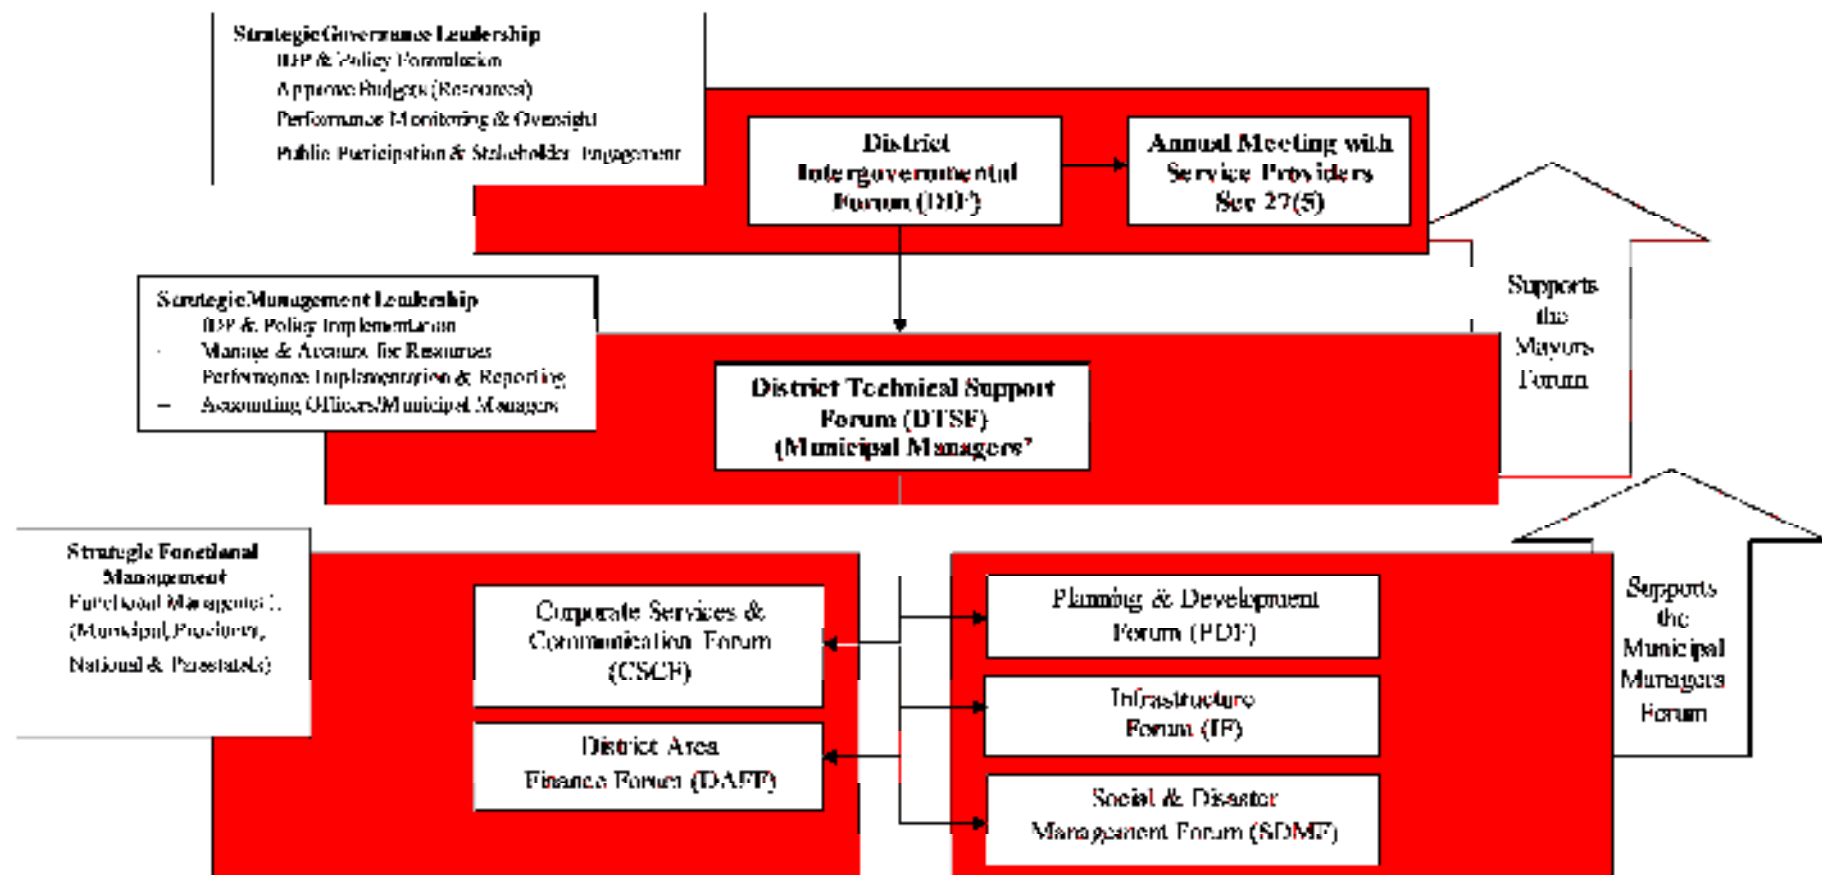 Strategic Governance Leadership
IDP & Policy Formulation
Approve Budgets (Resources)
Performance Monitoring & Oversight
Public Participation & Stakeholder Engagement
District
Intergovernmental
Forum (DIF)
Annual Meeting with
Service Providers
Sec 27(5)
Strategic Management Leadership
IDP & Policy Implementation
- Manage & Account for Resources
Performance Implementation & Reporting
– Accounting Officers/Municipal Managers
Supports
the
Mayors
Forum
District Technical Support
Forum (DTSF)
(Municipal Managers'
Strategic Functional
Management
Functional Managers
(Municipal, Provincial,
National & Parastatals)
Corporate Services &
Communication Forum
(CSCF)
District Area
Finance Forum (DAFF)
Planning & Development
Forum (PDF)
Infrastructure
Forum (IF)
Social & Disaster
Management Forum (SDMF)
Supports
the
Municipal
Managers
Forum